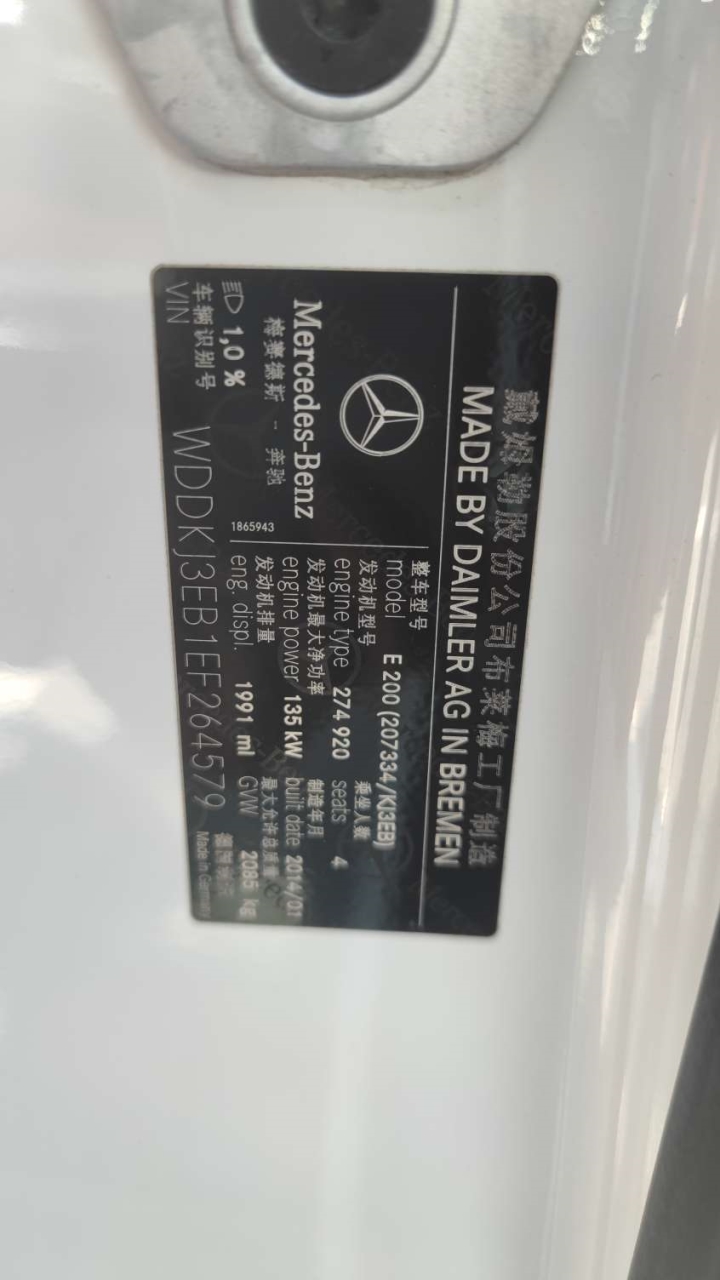 戴姆勒股份公司布莱梅工厂制造
MADE BY DAIMLER AG IN BREMEN
Mercedes-Benz
梅赛德斯 -- 奔驰
1,0 %
1865943
整车型号
model E 200 (207334/KJ3EB)
发动机型号 乘坐人数
engine type 274 920 seats 4
发动机最大净功率 制造年月
engine power 135 kW built date 2014/01
发动机排量 最大允许总质量
eng. displ. 1991 ml GVW 2085 kg
车辆识别号
VIN WDDKJ3EB1EF264579
德国制造
Made in Germany